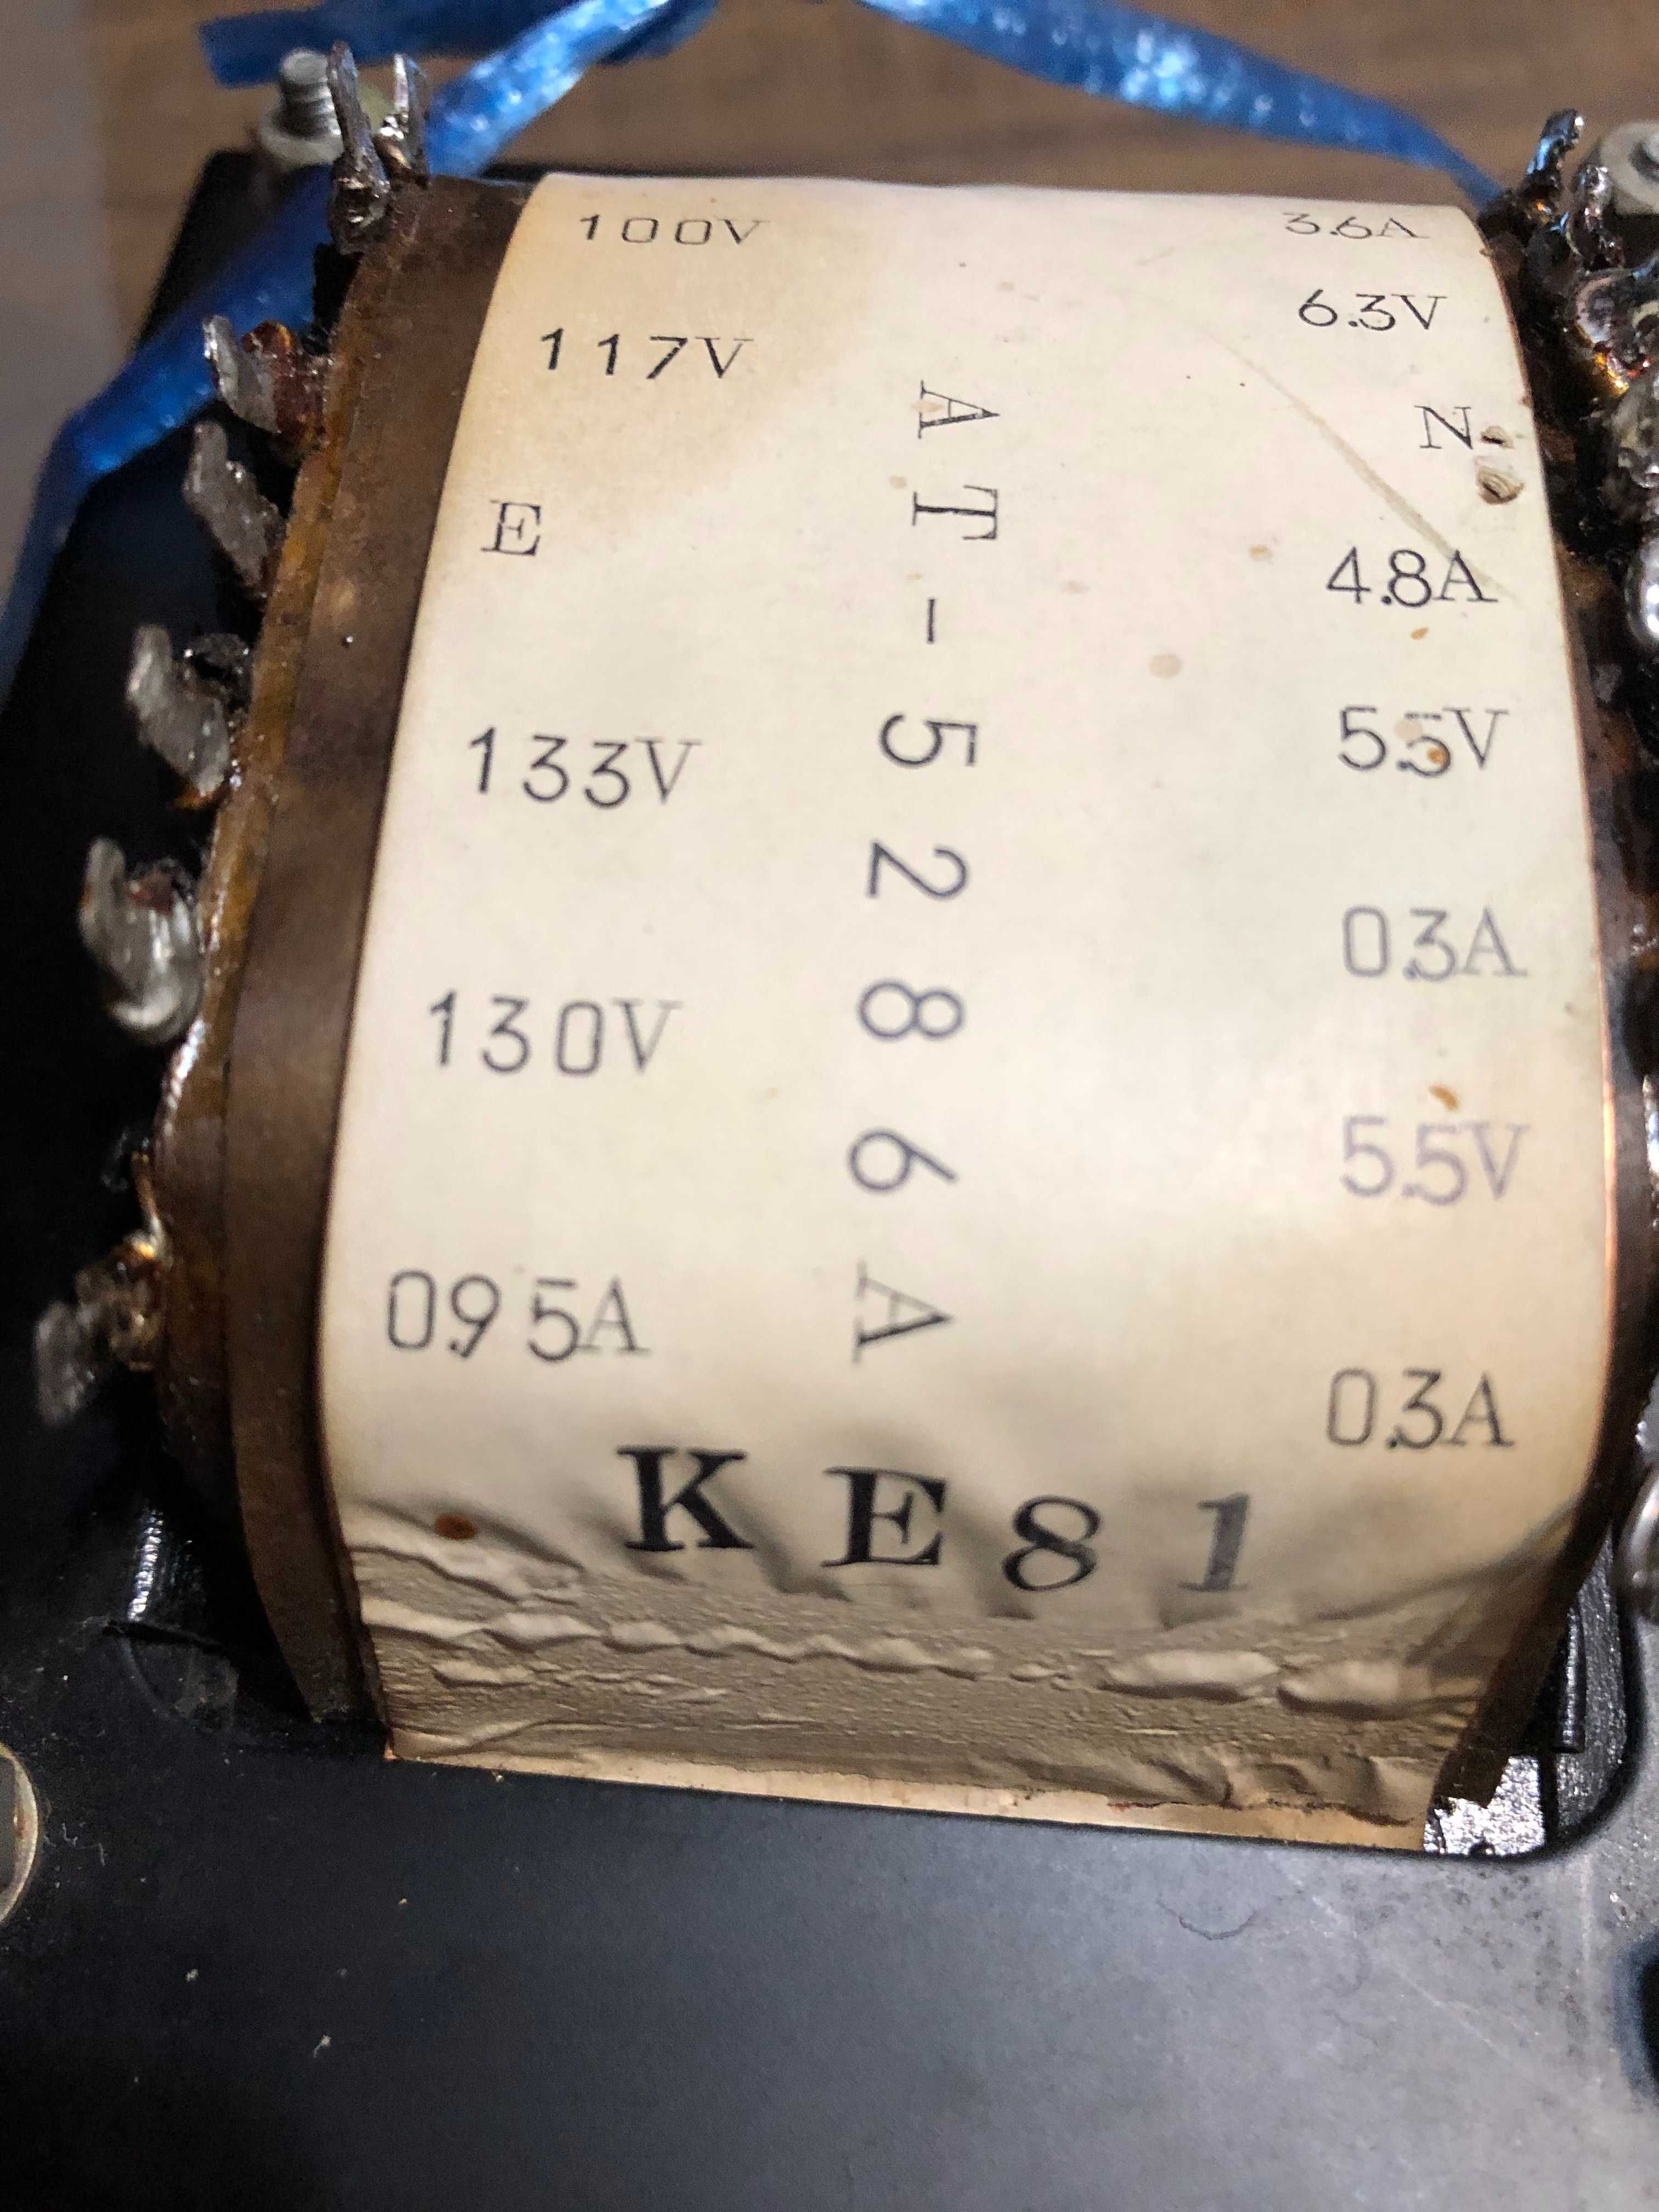 100V
117V
E
133V
130V
0.95A
AT-5286A
3.6A
6.3V
N
4.8A
5.5V
0.3A
5.5V
0.3A
KE81